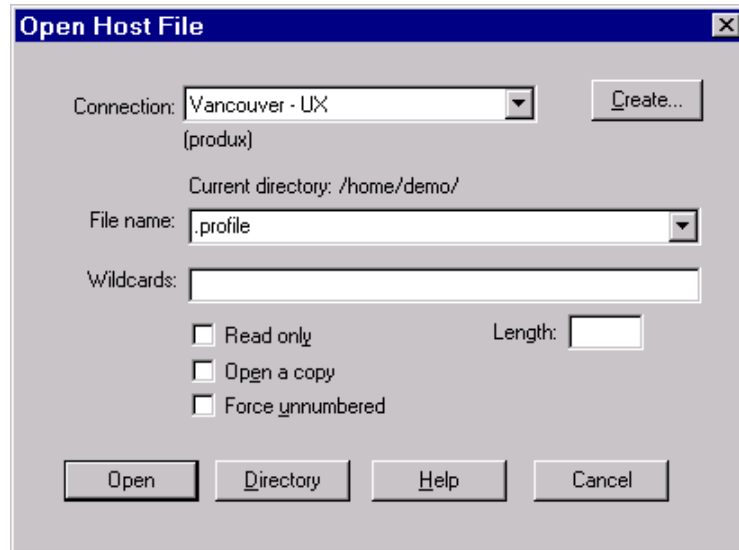 Open Host File
Connection: Vancouver - UX Create...
(produx)
Current directory: /home/demo/
File name: .profile
Wildcards:
Read only Length:
Open a copy
Force unnumbered
Open Directory Help Cancel